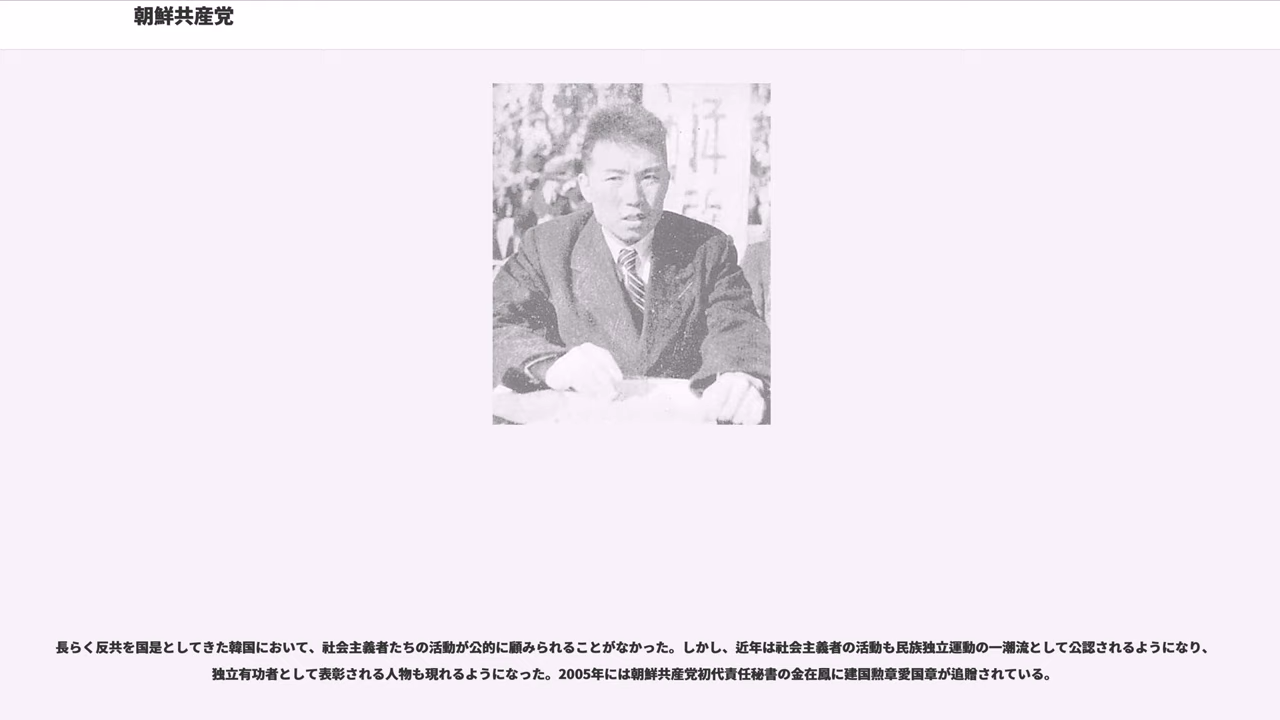 朝鮮共産党
長らく反共を国是としてきた韓国において、社会主義者たちの活動が公的に顧みられることがなかった。しかし、近年は社会主義者の活動も民族独立運動の一潮流として公認されるようになり、
独立有功者として表彰される人物も現れるようになった。2005年には朝鮮共産党初代責任秘書の金在鳳に建国勲章愛国章が追贈されている。